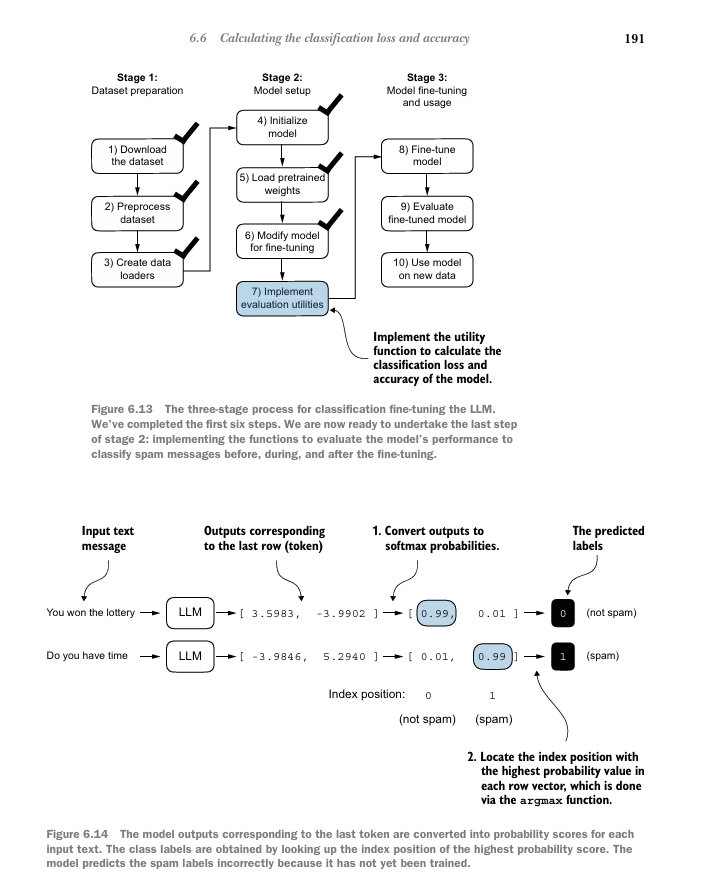 6.6 Calculating the classification loss and accuracy
191
Stage 1:
Dataset preparation
1) Download
the dataset
2) Preprocess
dataset
3) Create data
loaders
Stage 2:
Model setup
4) Initialize
model
5) Load pretrained
weights
6) Modify model
for fine-tuning
7) Implement
evaluation utilities
Stage 3:
Model fine-tuning
and usage
8) Fine-tune
model
9) Evaluate
fine-tuned model
10) Use model
on new data
Implement the utility
function to calculate the
classification loss and
accuracy of the model.
Figure 6.13 The three-stage process for classification fine-tuning the LLM.
We’ve completed the first six steps. We are now ready to undertake the last step
of stage 2: implementing the functions to evaluate the model’s performance to
classify spam messages before, during, and after the fine-tuning.
Input text
message
Outputs corresponding
to the last row (token)
1. Convert outputs to
softmax probabilities.
The predicted
labels
You won the lottery LLM [ 3.5983, -3.9902 ] [ 0.99, 0.01 ] 0 (not spam)
Do you have time LLM [ -3.9846, 5.2940 ] [ 0.01, 0.99 ] 1 (spam)
Index position: 0 1
(not spam) (spam)
2. Locate the index position with
the highest probability value in
each row vector, which is done
via the argmax function.
Figure 6.14 The model outputs corresponding to the last token are converted into probability scores for each
input text. The class labels are obtained by looking up the index position of the highest probability score. The
model predicts the spam labels incorrectly because it has not yet been trained.